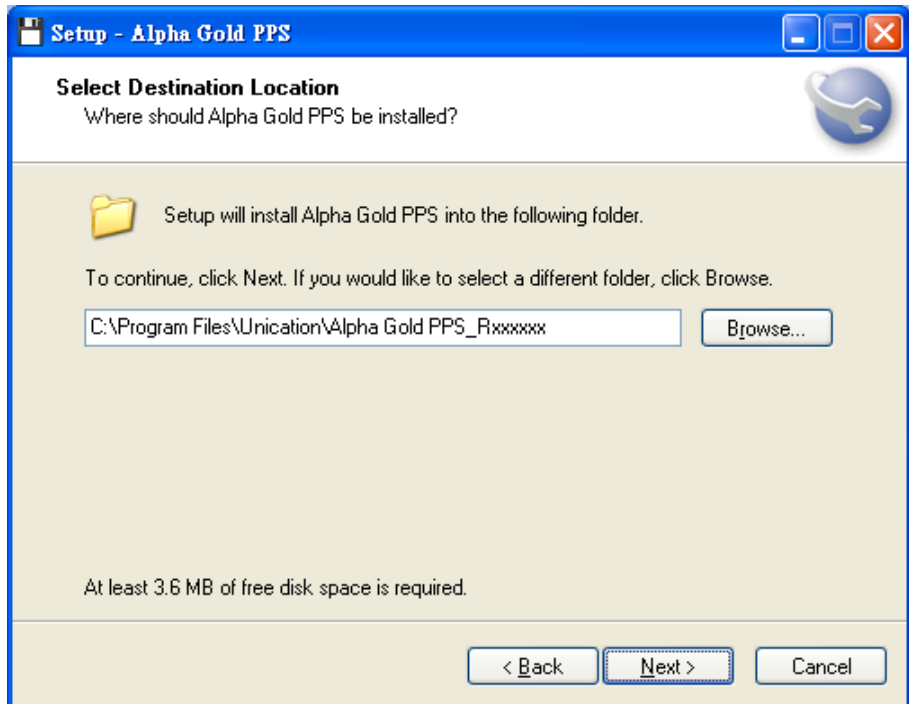 Setup - Alpha Gold PPS
Select Destination Location
Where should Alpha Gold PPS be installed?
Setup will install Alpha Gold PPS into the following folder.
To continue, click Next. If you would like to select a different folder, click Browse.
C:\Program Files\Unication\Alpha Gold PPS_Rxxxxxx
Browse...
At least 3.6 MB of free disk space is required.
< Back
Next >
Cancel